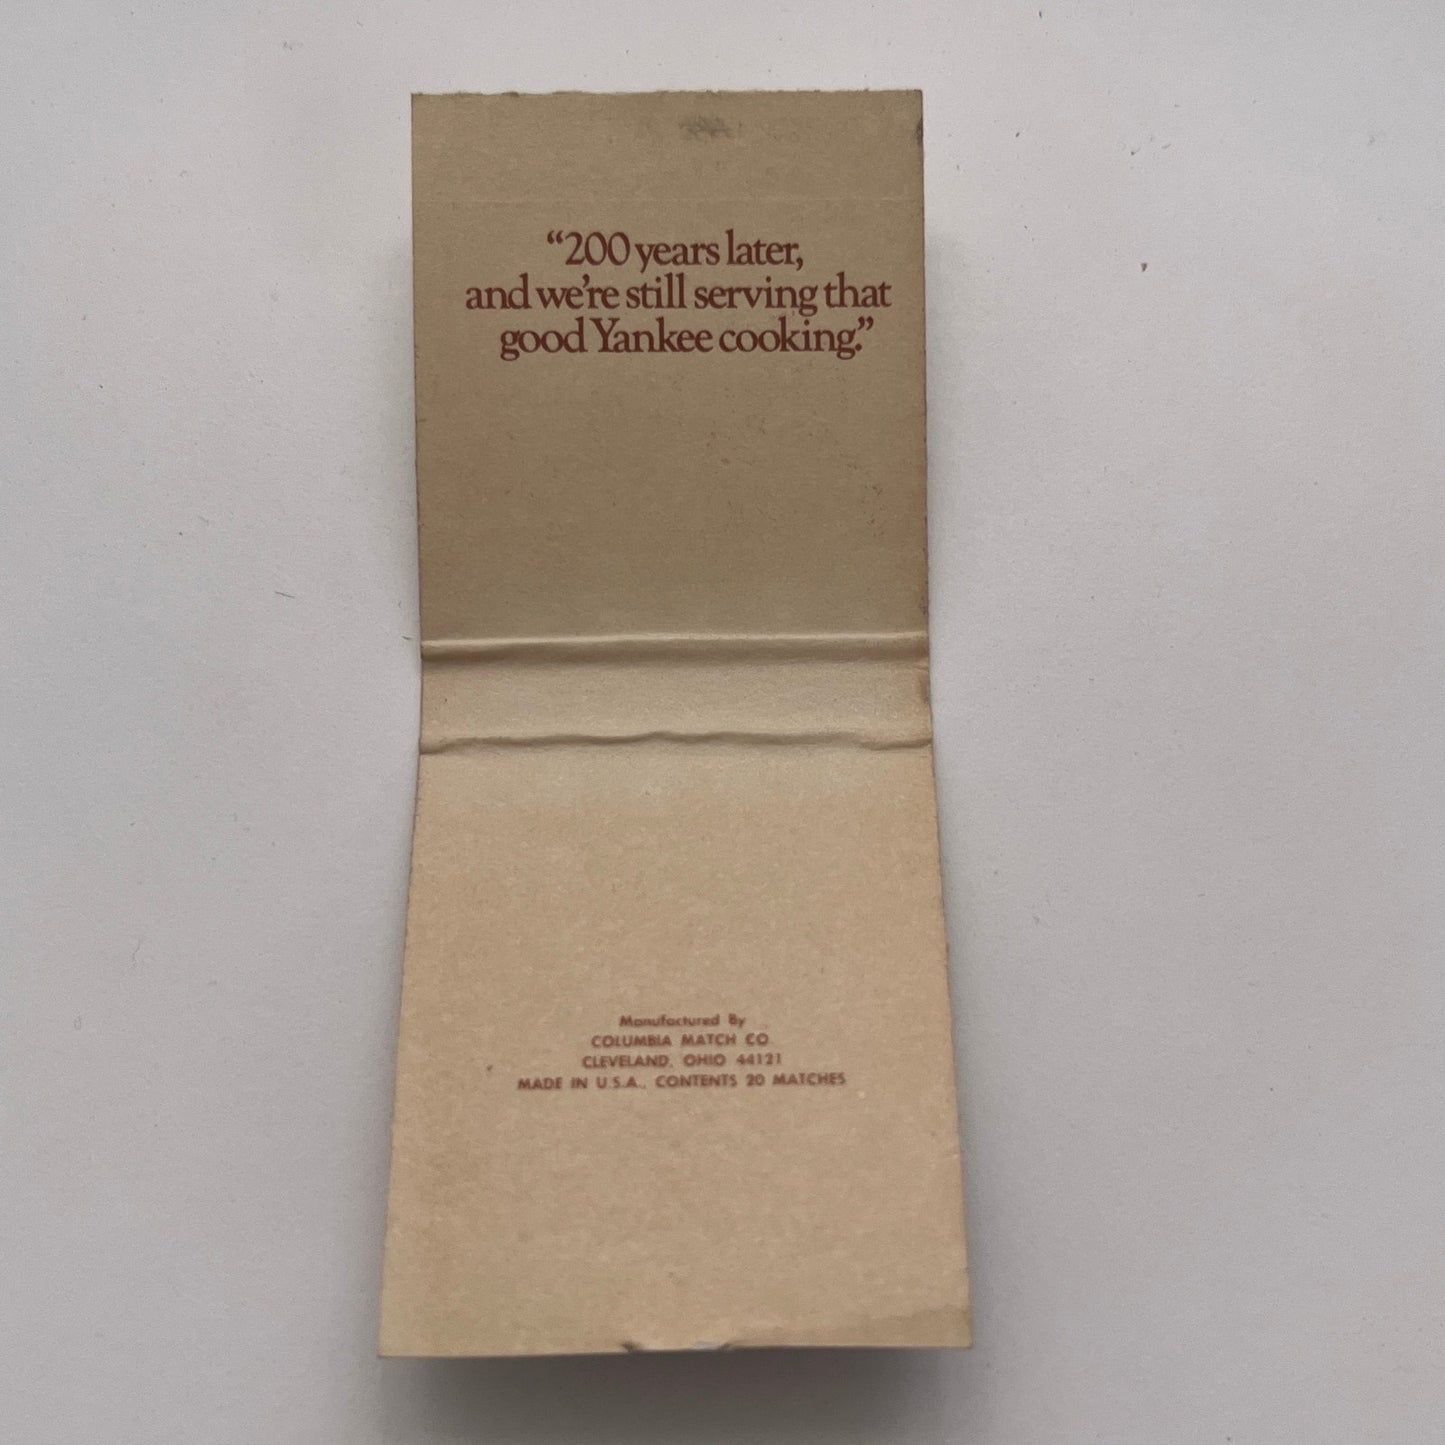 “200 years later,
and we’re still serving that
good Yankee cooking.”
Manufactured By
COLUMBIA MATCH CO.
CLEVELAND, OHIO 44121
MADE IN U.S.A., CONTENTS 20 MATCHES